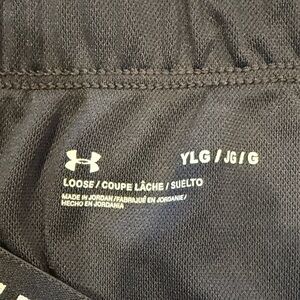 YLG / JG / G
LOOSE / COUPE LÂCHE / SUELTO
MADE IN JORDAN / FABRIQUÉ EN JORDANIE /
HECHO EN JORDANIA